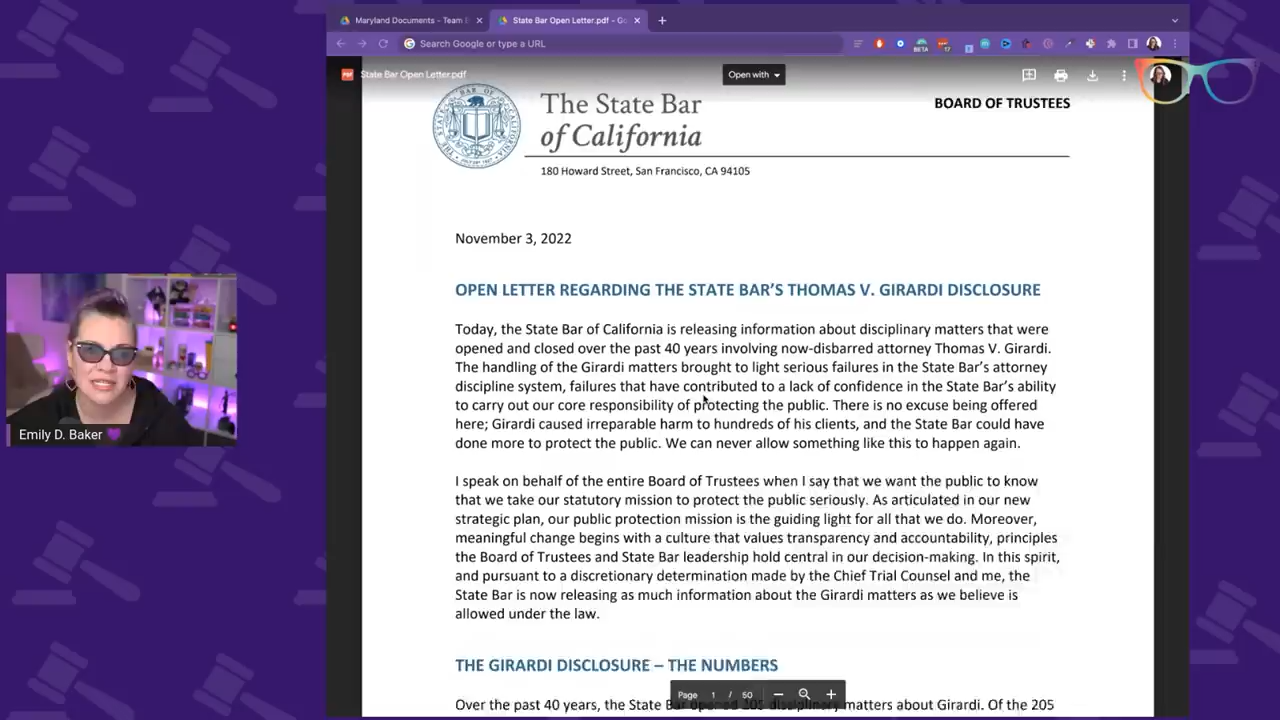 Maryland Documents - Team
State Bar Open Letter.pdf - Go
Search Google or type a URL
BETA
17
State Bar Open Letter.pdf
Open with
The State Bar
of California
BOARD OF TRUSTEES
180 Howard Street, San Francisco, CA 94105
November 3, 2022
OPEN LETTER REGARDING THE STATE BAR'S THOMAS V. GIRARDI DISCLOSURE
Today, the State Bar of California is releasing information about disciplinary matters that were
opened and closed over the past 40 years involving now-disbarred attorney Thomas V. Girardi.
The handling of the Girardi matters brought to light serious failures in the State Bar's attorney
discipline system, failures that have contributed to a lack of confidence in the State Bar's ability
to carry out our core responsibility of protecting the public. There is no excuse being offered
here; Girardi caused irreparable harm to hundreds of his clients, and the State Bar could have
done more to protect the public. We can never allow something like this to happen again.
I speak on behalf of the entire Board of Trustees when I say that we want the public to know
that we take our statutory mission to protect the public seriously. As articulated in our new
strategic plan, our public protection mission is the guiding light for all that we do. Moreover,
meaningful change begins with a culture that values transparency and accountability, principles
the Board of Trustees and State Bar leadership hold central in our decision-making. In this spirit,
and pursuant to a discretionary determination made by the Chief Trial Counsel and me, the
State Bar is now releasing as much information about the Girardi matters as we believe is
allowed under the law.
THE GIRARDI DISCLOSURE – THE NUMBERS
Over the past 40 years, the State Bar opened 205 disciplinary matters about Girardi. Of the 205
Page 1 / 50
Emily D. Baker 💜